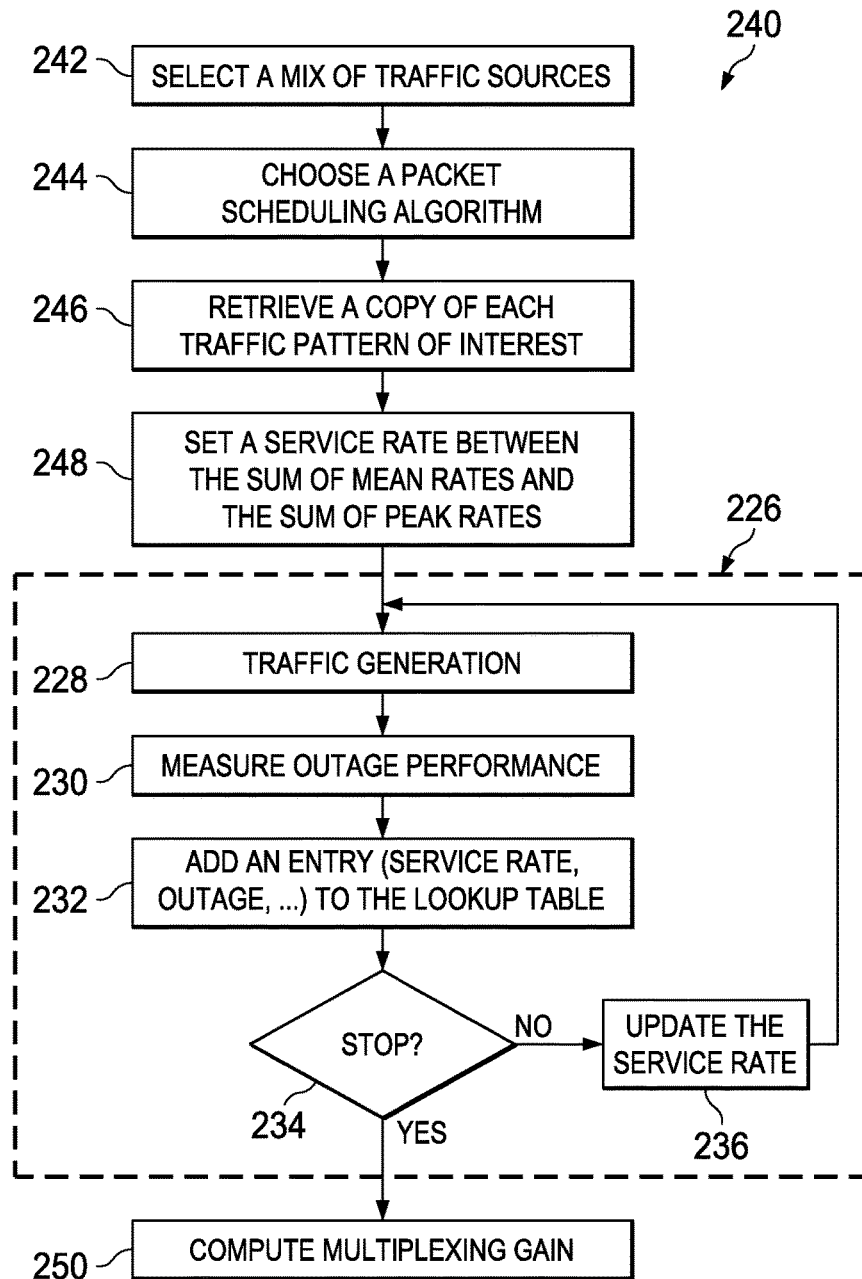 240
242
SELECT A MIX OF TRAFFIC SOURCES
244
CHOOSE A PACKET
SCHEDULING ALGORITHM
246
RETRIEVE A COPY OF EACH
TRAFFIC PATTERN OF INTEREST
248
SET A SERVICE RATE BETWEEN
THE SUM OF MEAN RATES AND
THE SUM OF PEAK RATES
226
228
TRAFFIC GENERATION
230
MEASURE OUTAGE PERFORMANCE
232
ADD AN ENTRY (SERVICE RATE,
OUTAGE, ...) TO THE LOOKUP TABLE
STOP?
234
NO
UPDATE THE
SERVICE RATE
236
YES
250
COMPUTE MULTIPLEXING GAIN